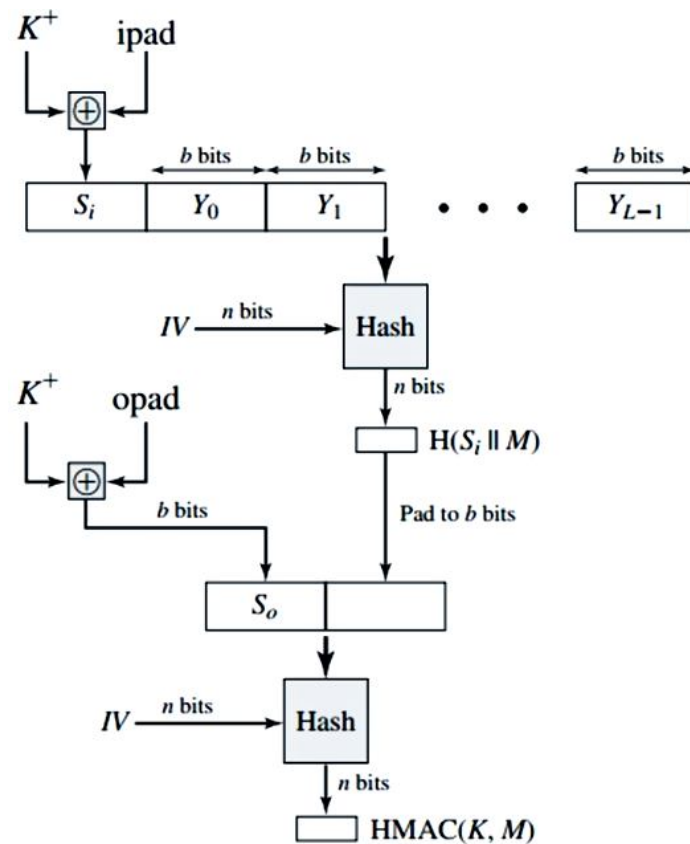 K⁺ ipad
⊕
b bits b bits b bits
Sᵢ Y₀ Y₁ • • • Y_{L−1}
IV n bits Hash
n bits
K⁺ opad
H(Sᵢ || M)
⊕
b bits Pad to b bits
Sₒ
IV n bits Hash
n bits
HMAC(K, M)